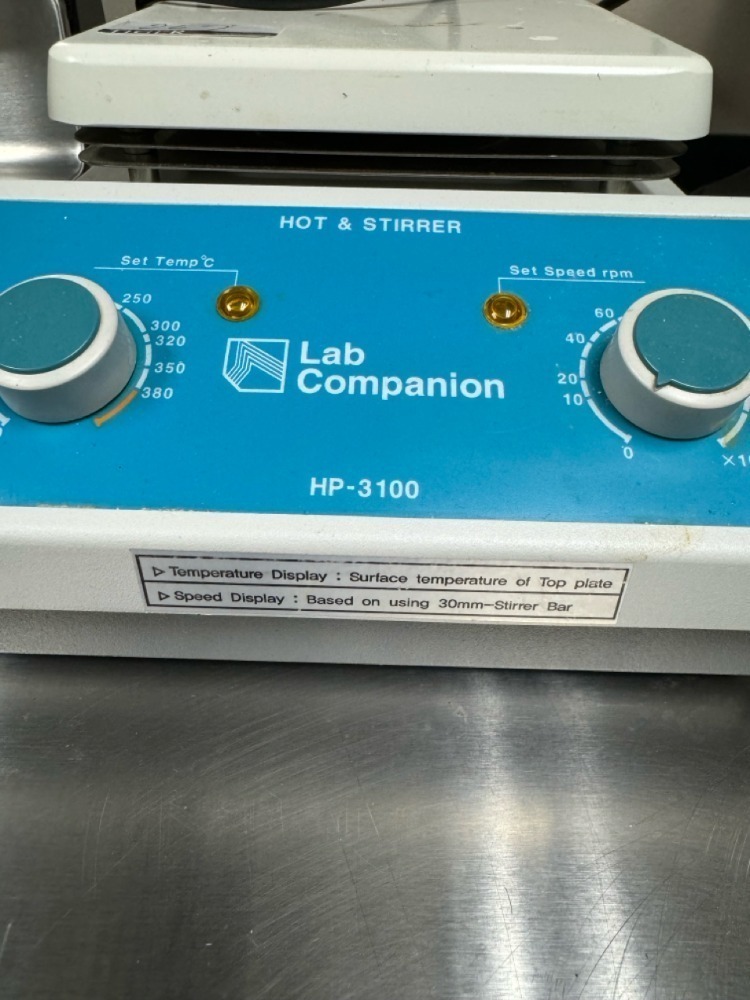 HOT & STIRRER
Set Temp°C
Set Speed rpm
250
300
320
350
380
60
40
20
10
0
Lab
Companion
HP-3100
▷ Temperature Display : Surface temperature of Top plate
▷ Speed Display : Based on using 30mm-Stirrer Bar